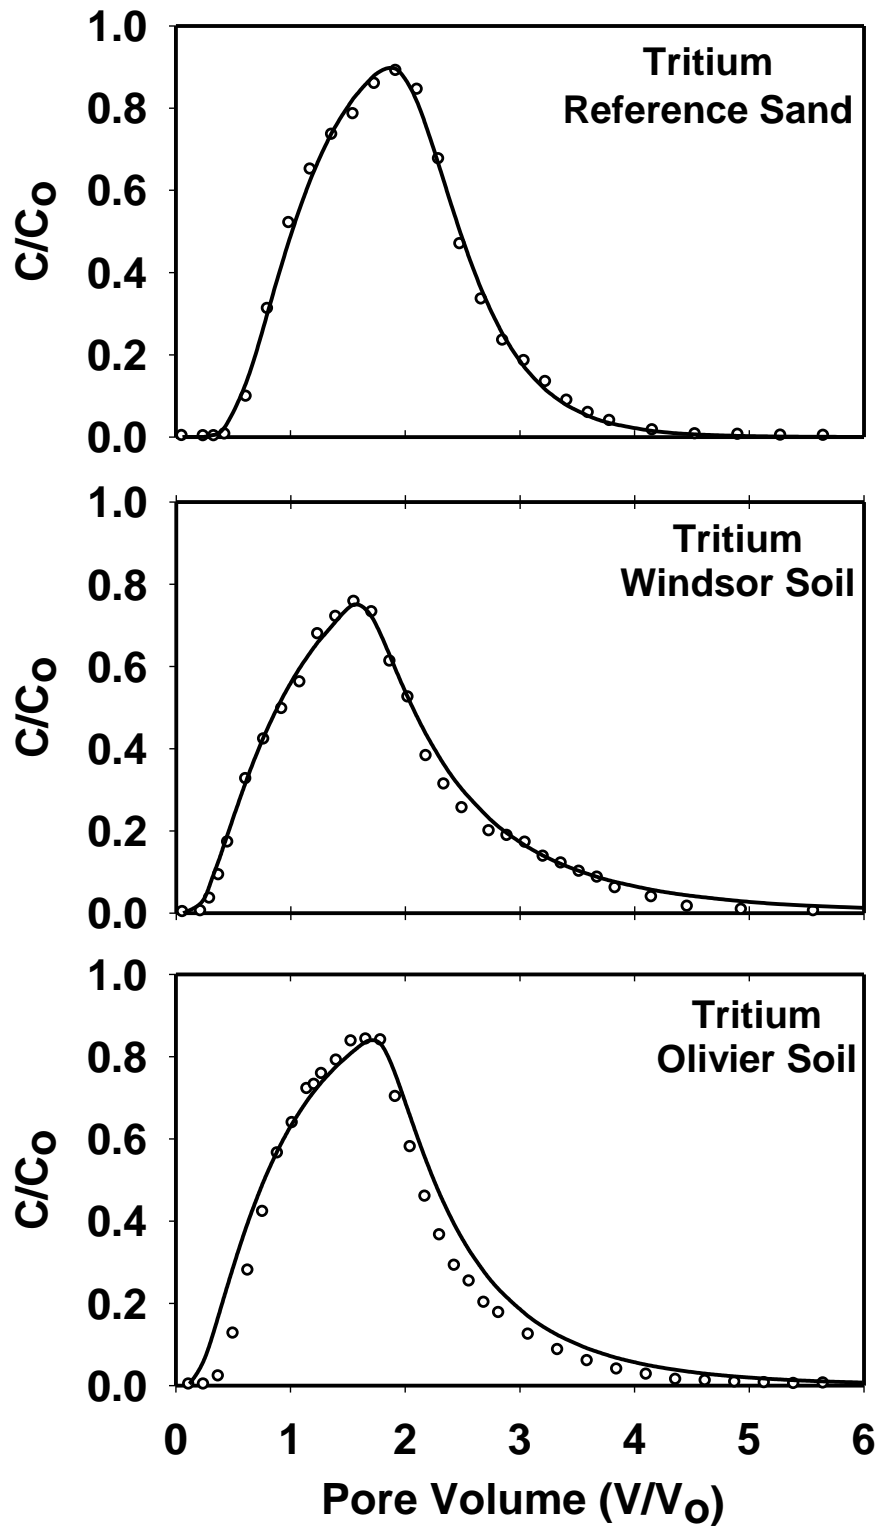 1.0
0.8
0.6
0.4
0.2
0.0
C/Co
Tritium
Reference Sand
1.0
0.8
0.6
0.4
0.2
0.0
C/Co
Tritium
Windsor Soil
1.0
0.8
0.6
0.4
0.2
0.0
C/Co
Tritium
Olivier Soil
0 1 2 3 4 5 6
Pore Volume (V/Vo)